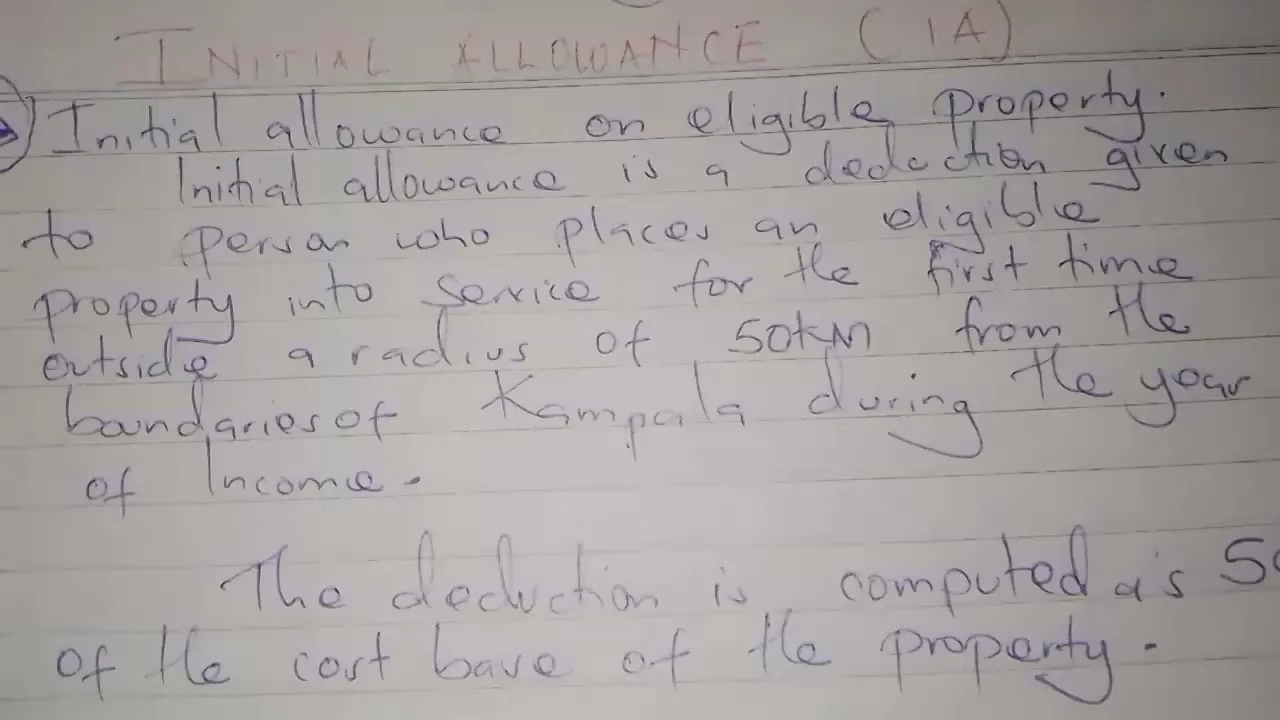 INITIAL ALLOWANCE (IA)
Initial allowance on eligible property.
Initial allowance is a deduction given
to person who places an eligible
property into service for the first time
outside a radius of 50KM from the
boundaries of Kampala during the year
of Income.
The deduction is computed as
of the cost base of the property.